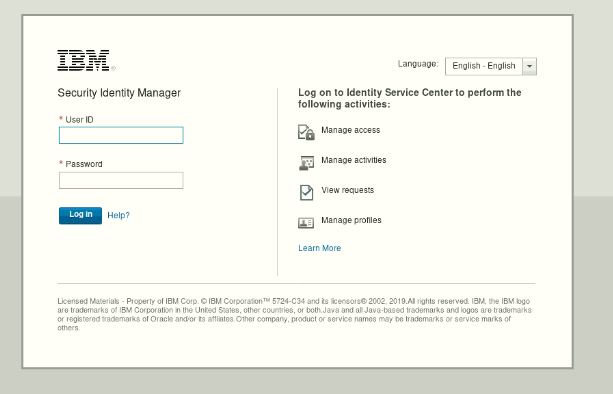 IBM®
Language: English - English
Security Identity Manager
* User ID
* Password
Log in Help?
Log on to Identity Service Center to perform the
following activities:
Manage access
Manage activities
View requests
Manage profiles
Learn More
Licensed Materials - Property of IBM Corp. © IBM Corporation™ 5724-C34 and its licensors® 2002, 2019.All rights reserved. IBM, the IBM logo
are trademarks of IBM Corporation in the United States, other countries, or both.Java and all Java-based trademarks and logos are trademarks
or registered trademarks of Oracle and/or its affliates.Other company, product or service names may be trademarks or service marks of
others.